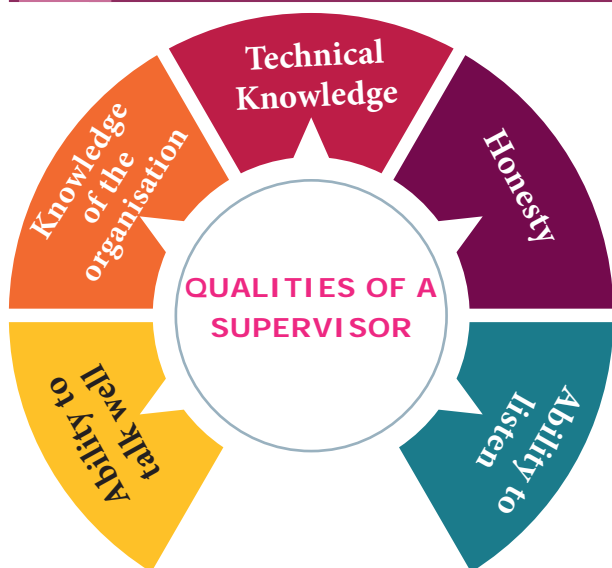 QUALITIES OF A
SUPERVISOR
Technical
Knowledge
Honesty
Ability to
listen
Ability to
talk well
Knowledge
of the
organisation